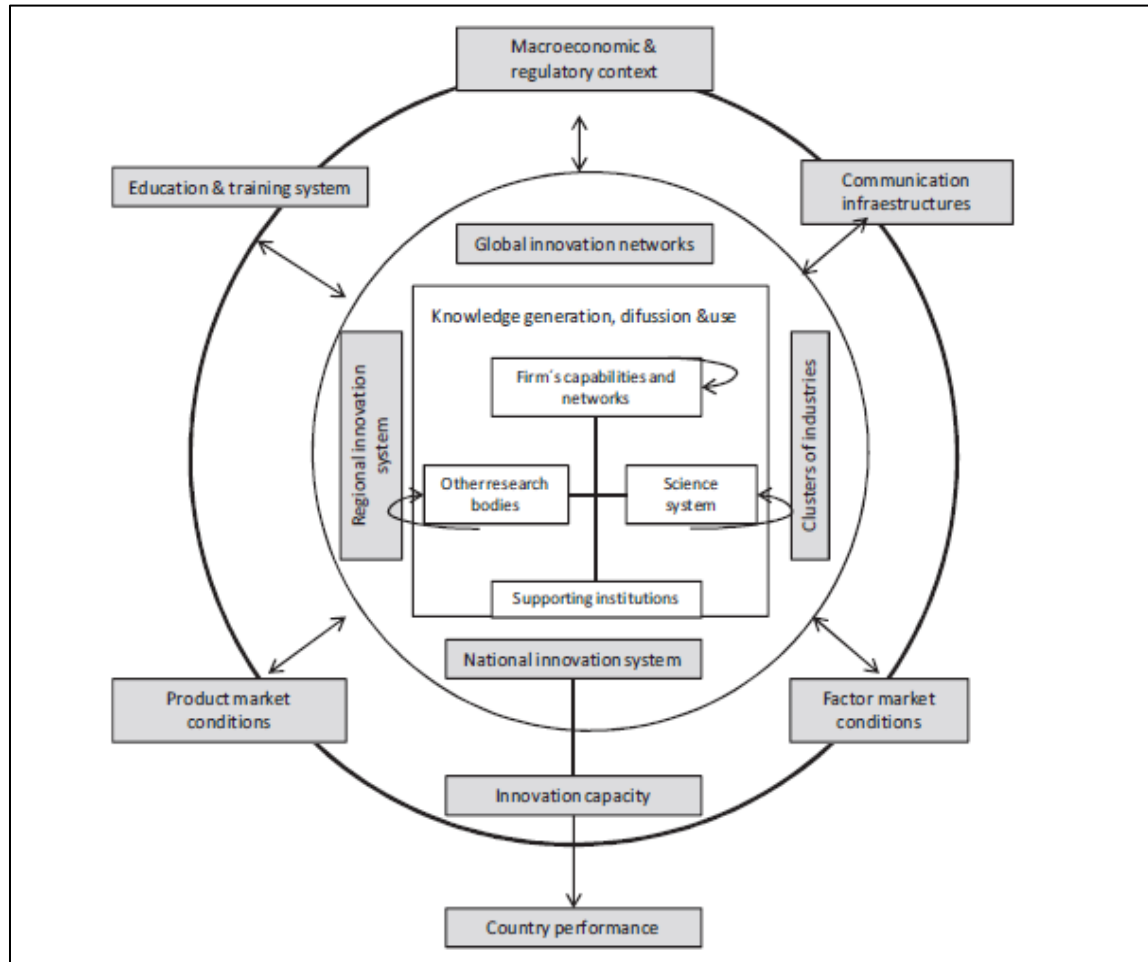 Macroeconomic &
regulatory context
Education & training system
Communication
infraestructures
Global innovation networks
Knowledge generation, difussion &use
Firm´s capabilities and
networks
Regional innovation
system
Other research
bodies
Science
system
Clusters of industries
Supporting institutions
National innovation system
Product market
conditions
Factor market
conditions
Innovation capacity
Country performance